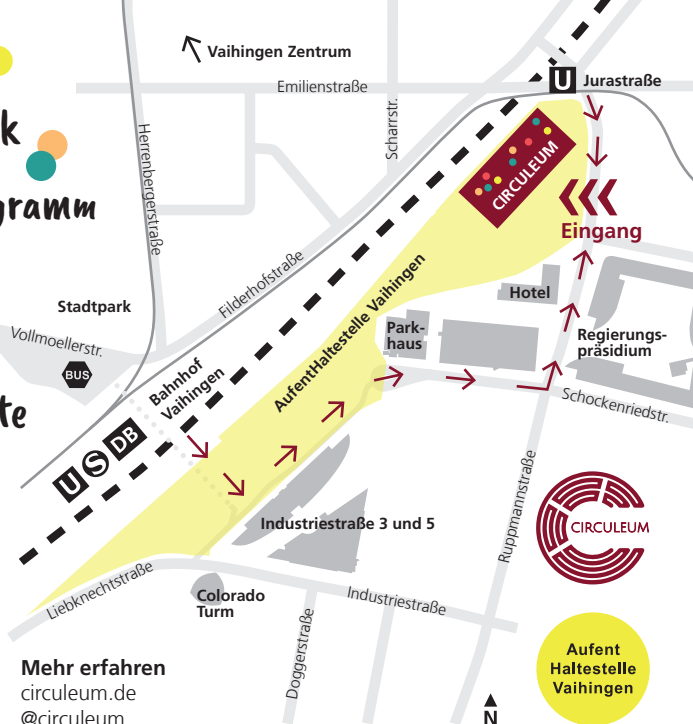 Vaihingen Zentrum
U
Jurastraße
Emilienstraße
k
gramm
Herrenbergerstraße
Scharrstr.
CIRCULEUM
Eingang
Stadtpark
Filderhofstraße
AufentHaltestelle Vaihingen
Hotel
Vollmoellerstr.
BUS
Park-
haus
Regierungs-
präsidium
Bahnhof
Vaihingen
te
U S DB
Schockenriedstr.
Ruppmannstraße
Industriestraße 3 und 5
CIRCULEUM
Liebknechtstraße
Colorado
Turm
Industriestraße
Doggerstraße
Aufent
Haltestelle
Vaihingen
Mehr erfahren
circuleum.de
@circuleum
N